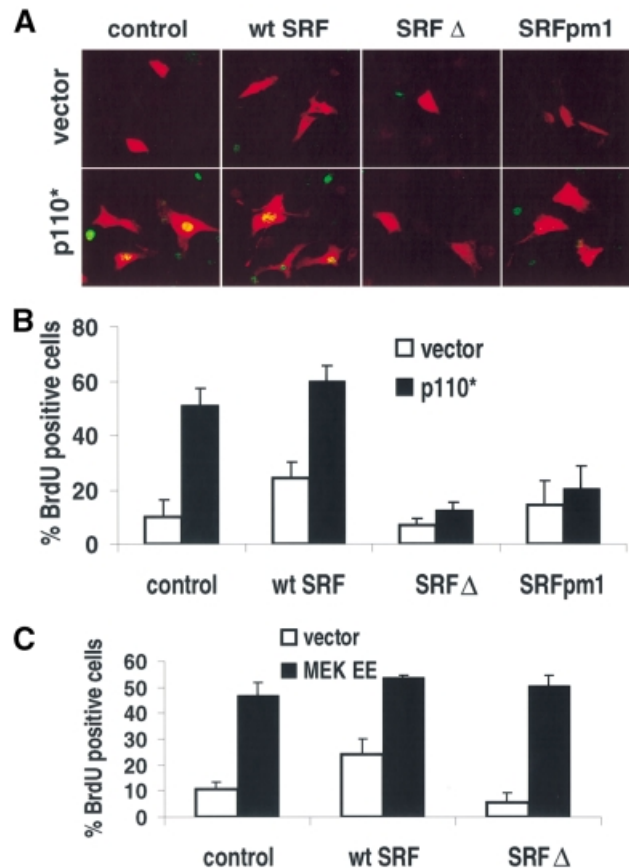 A
control wt SRF SRF Δ SRFpm1
vector
p110*
B
80
60
40
20
0
% BrdU positive cells
vector
p110*
control wt SRF SRF Δ SRFpm1
C
60
50
40
30
20
10
0
% BrdU positive cells
vector
MEK EE
control wt SRF SRF Δ